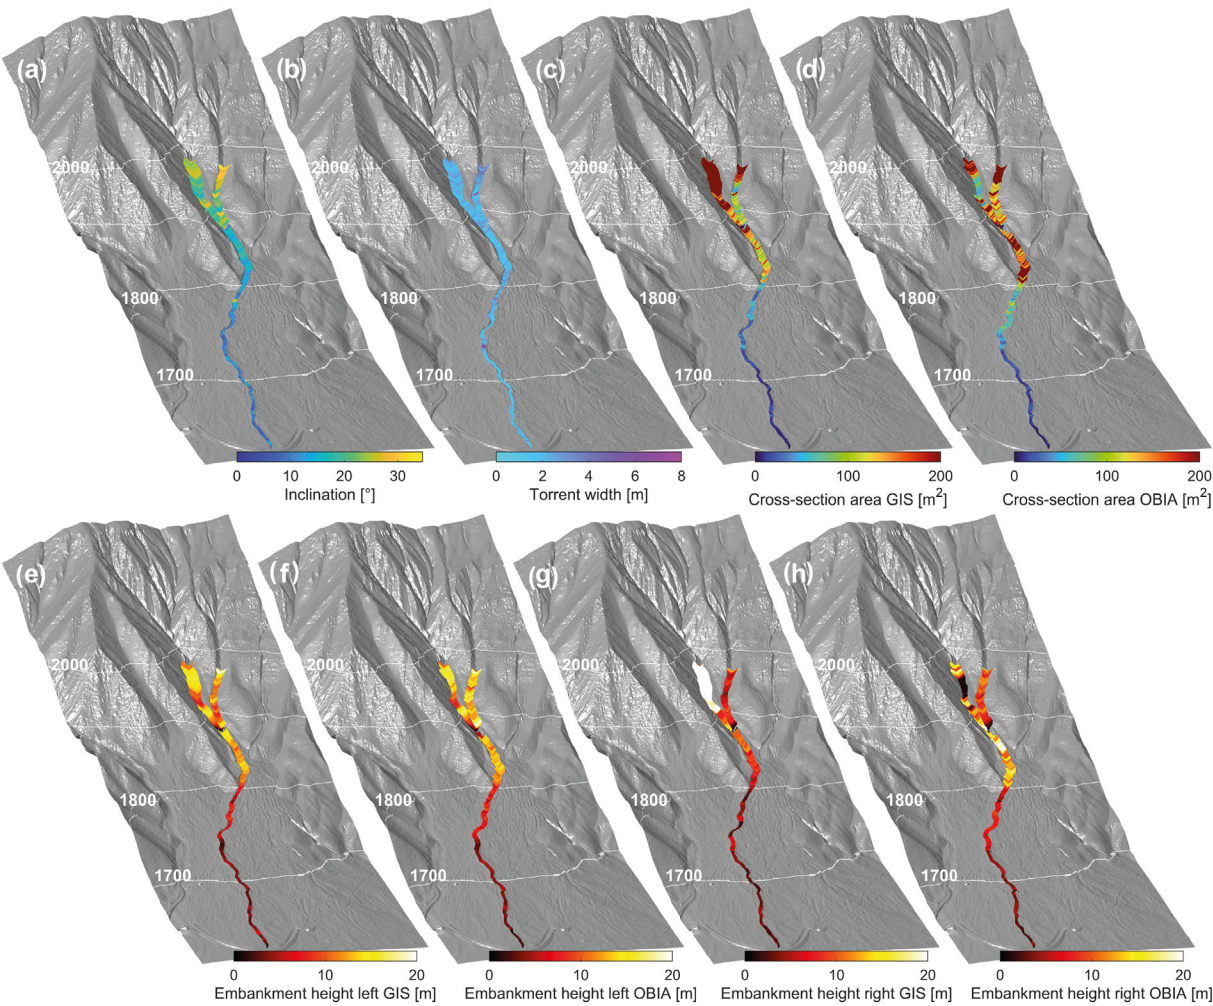 (a) (b) (c) (d)
2000 2000 2000 2000
1800 1800 1800 1800
1700 1700 1700 1700
0 10 20 30 0 2 4 6 8 0 100 200 0 100 200
Inclination [°] Torrent width [m] Cross-section area GIS [m²] Cross-section area OBIA [m²]
(e) (f) (g) (h)
2000 2000 2000 2000
1800 1800 1800 1800
1700 1700 1700 1700
0 10 20 0 10 20 0 10 20 0 10 20
Embankment height left GIS [m] Embankment height left OBIA [m] Embankment height right GIS [m] Embankment height right OBIA [m]